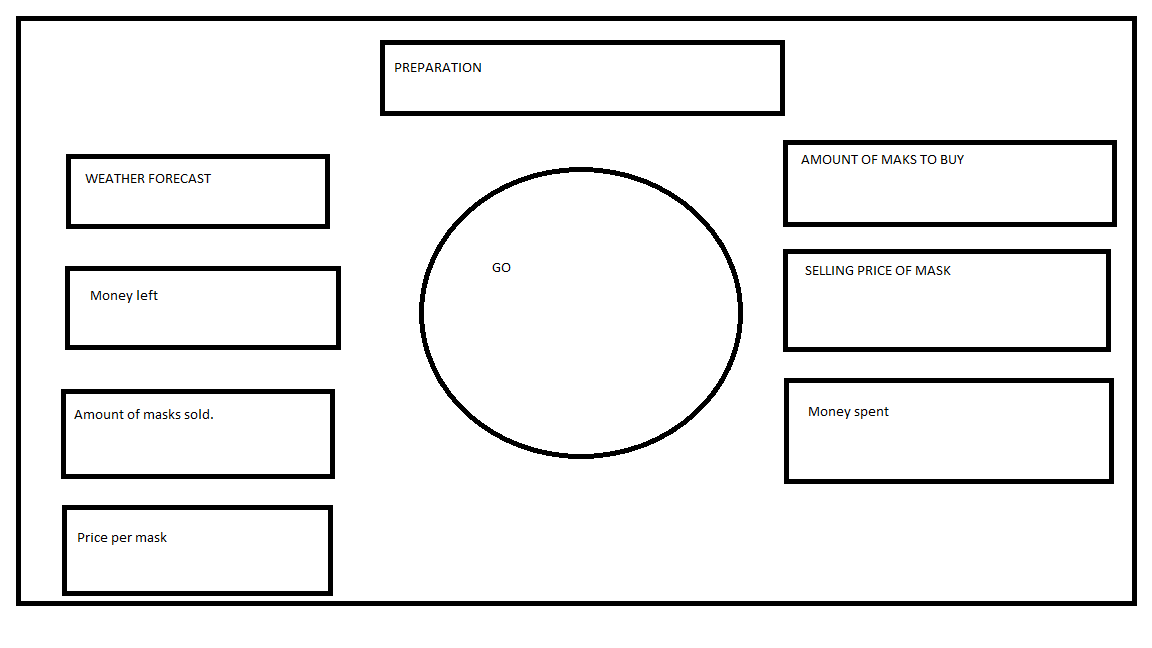 PREPARATION
WEATHER FORECAST
Money left
Amount of masks sold.
Price per mask
GO
AMOUNT OF MAKS TO BUY
SELLING PRICE OF MASK
Money spent